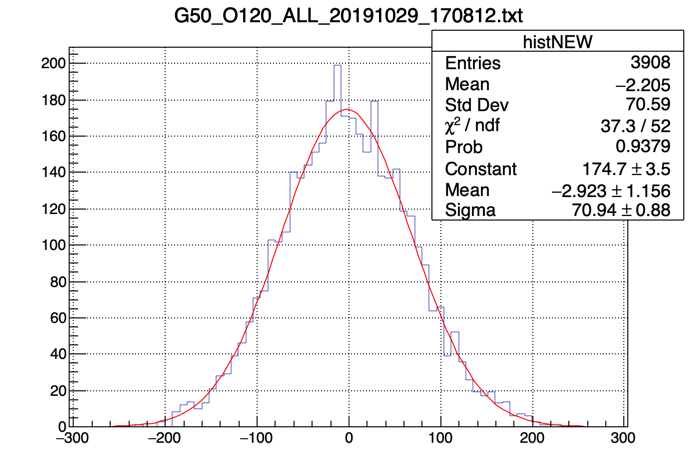 G50_O120_ALL_20191029_170812.txt
histNEW
Entries 3908
Mean −2.205
Std Dev 70.59
χ² / ndf 37.3 / 52
Prob 0.9379
Constant 174.7 ± 3.5
Mean −2.923 ± 1.156
Sigma 70.94 ± 0.88
200
180
160
140
120
100
80
60
40
20
0
−300 −200 −100 0 100 200 300